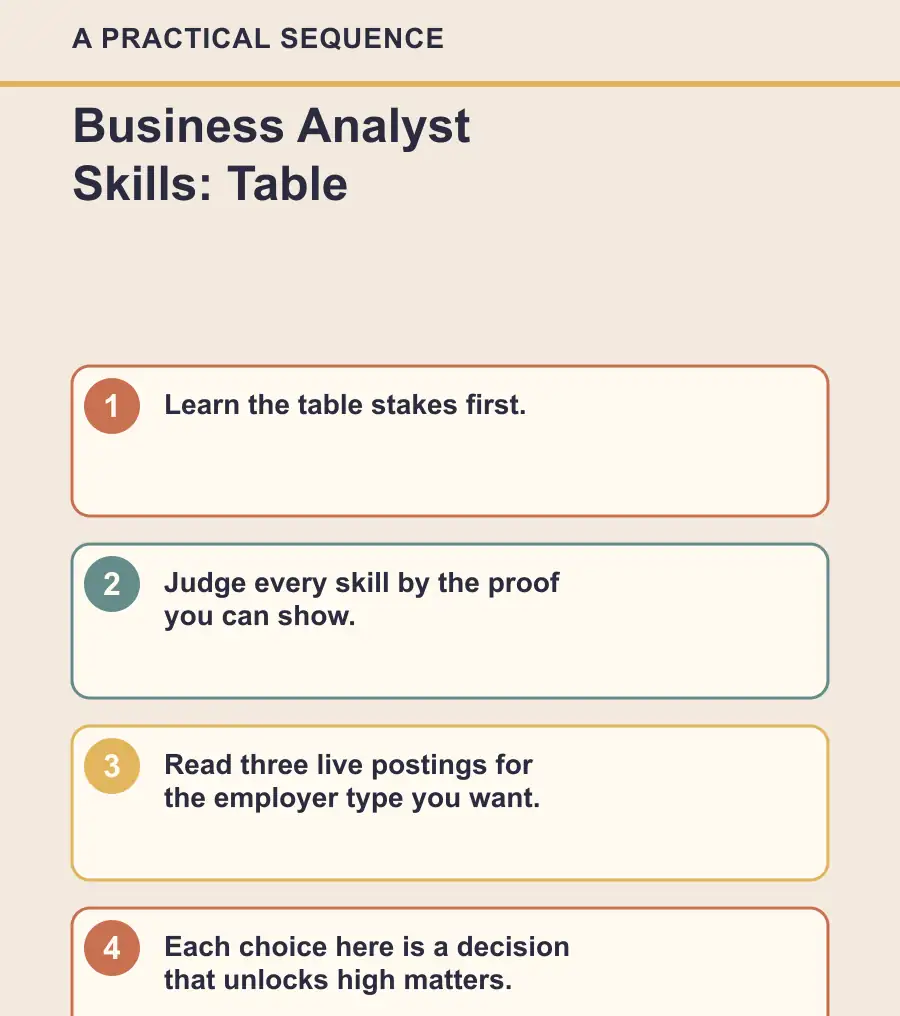 A PRACTICAL SEQUENCE
Business Analyst
Skills: Table
1
Learn the table stakes first.
2
Judge every skill by the proof
you can show.
3
Read three live postings for
the employer type you want.
4
Each choice here is a decision
that unlocks high matters.